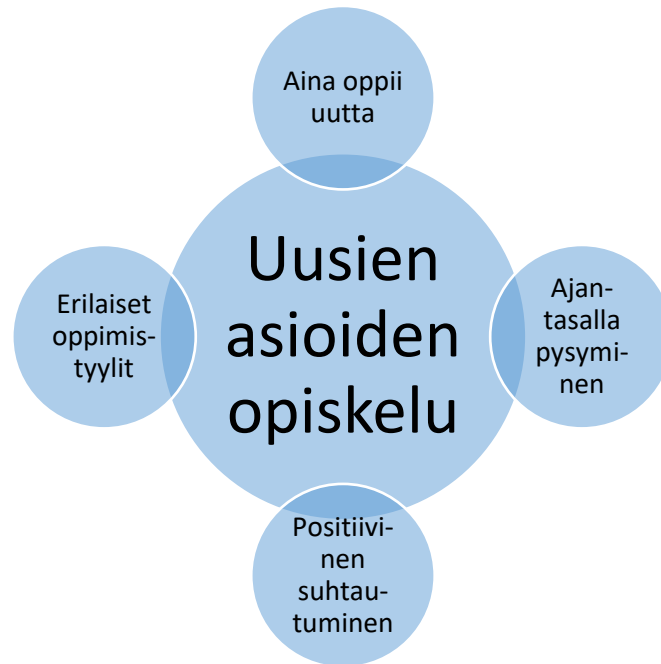 Aina oppii
uutta
Uusien
asioiden
opiskelu
Erilaiset
oppimis-
tyylit
Ajan-
tasalla
pysymi-
nen
Positiivi-
nen
suhtau-
tuminen